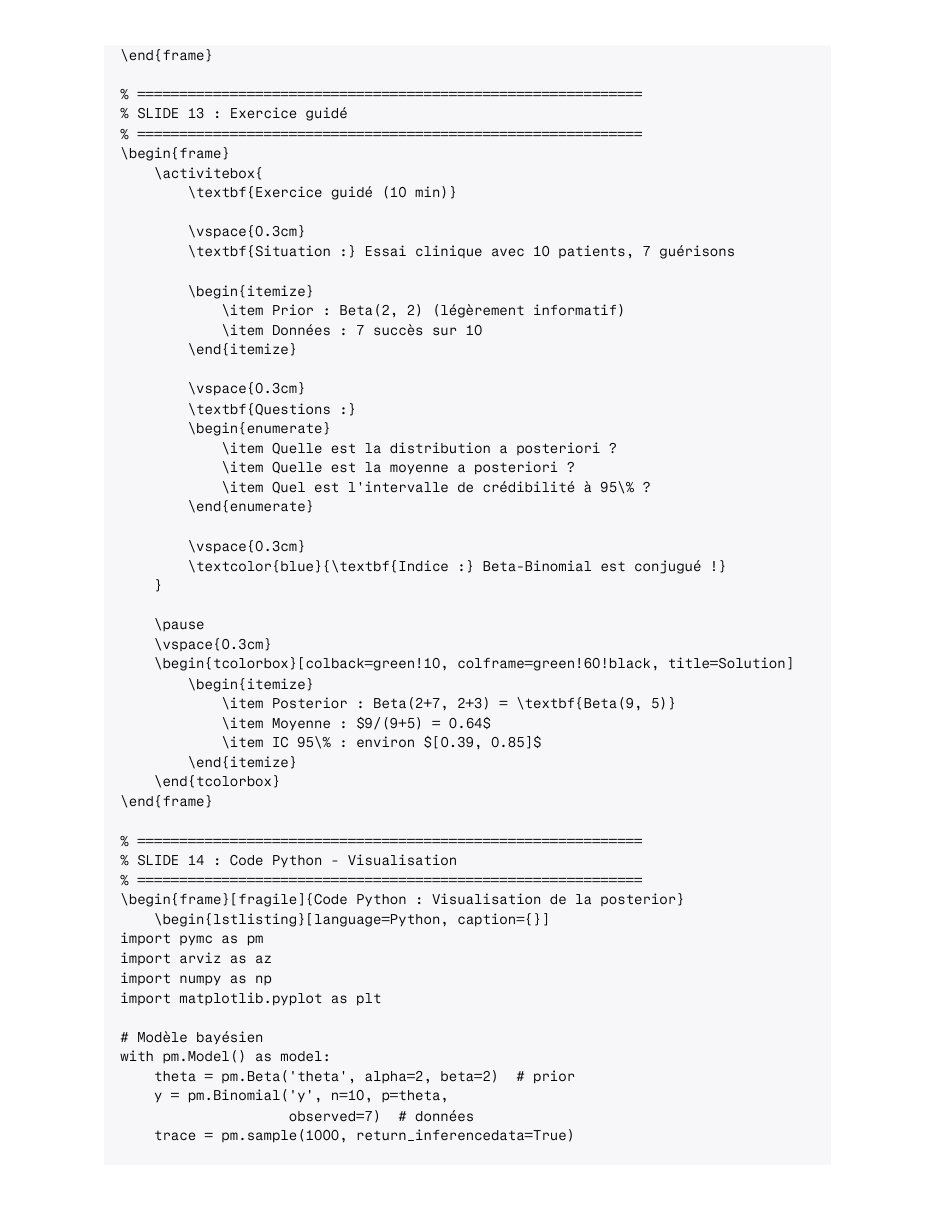 \end{frame}
% ============================================================
% SLIDE 13 : Exercice guidé
% ============================================================
\begin{frame}
    \activitebox{
        \textbf{Exercice guidé (10 min)}
        \vspace{0.3cm}
        \textbf{Situation :} Essai clinique avec 10 patients, 7 guérisons
        \begin{itemize}
            \item Prior : Beta(2, 2) (légèrement informatif)
            \item Données : 7 succès sur 10
        \end{itemize}
        \vspace{0.3cm}
        \textbf{Questions :}
        \begin{enumerate}
            \item Quelle est la distribution a posteriori ?
            \item Quelle est la moyenne a posteriori ?
            \item Quel est l'intervalle de crédibilité à 95\% ?
        \end{enumerate}
        \vspace{0.3cm}
        \textcolor{blue}{\textbf{Indice :} Beta-Binomial est conjugué !}
    }
    \pause
    \vspace{0.3cm}
    \begin{tcolorbox}[colback=green!10, colframe=green!60!black, title=Solution]
        \begin{itemize}
            \item Posterior : Beta(2+7, 2+3) = \textbf{Beta(9, 5)}
            \item Moyenne : $9/(9+5) = 0.64$
            \item IC 95\% : environ $[0.39, 0.85]$
        \end{itemize}
    \end{tcolorbox}
\end{frame}
% ============================================================
% SLIDE 14 : Code Python - Visualisation
% ============================================================
\begin{frame}[fragile]{Code Python : Visualisation de la posterior}
    \begin{lstlisting}[language=Python, caption={}]
import pymc as pm
import arviz as az
import numpy as np
import matplotlib.pyplot as plt
# Modèle bayésien
with pm.Model() as model:
    theta = pm.Beta('theta', alpha=2, beta=2)  # prior
    y = pm.Binomial('y', n=10, p=theta,
                    observed=7)  # données
    trace = pm.sample(1000, return_inferencedata=True)